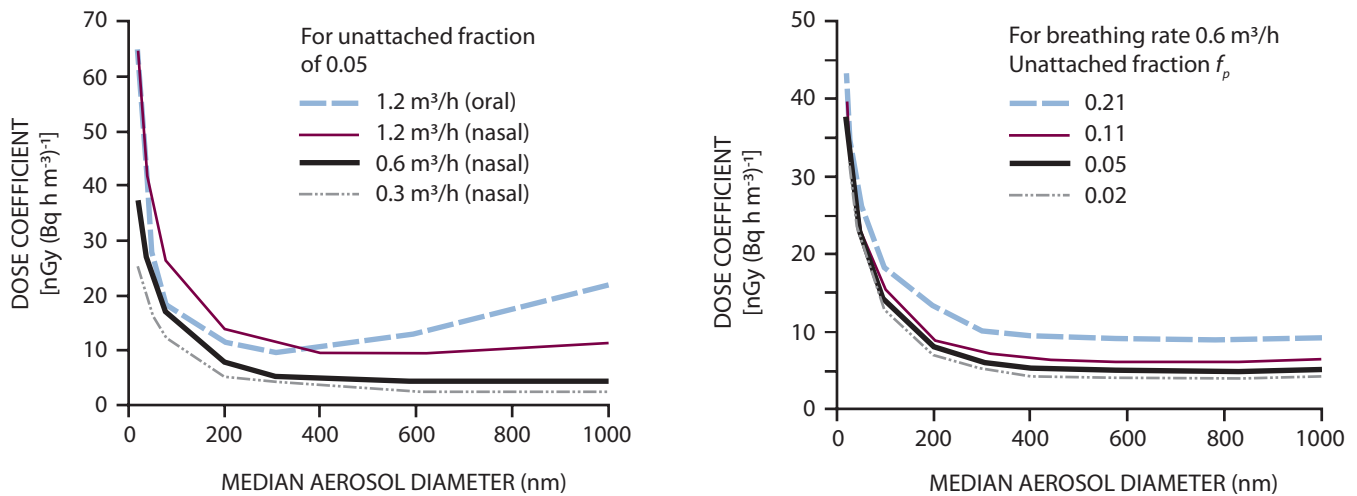 70
60
50
40
30
20
10
0
DOSE COEFFICIENT
[nGy (Bq h m⁻³)⁻¹]
For unattached fraction
of 0.05
1.2 m³/h (oral)
1.2 m³/h (nasal)
0.6 m³/h (nasal)
0.3 m³/h (nasal)
0 200 400 600 800 1000
MEDIAN AEROSOL DIAMETER (nm)
50
40
30
20
10
0
DOSE COEFFICIENT
[nGy (Bq h m⁻³)⁻¹]
For breathing rate 0.6 m³/h
Unattached fraction fₚ
0.21
0.11
0.05
0.02
0 200 400 600 800 1000
MEDIAN AEROSOL DIAMETER (nm)